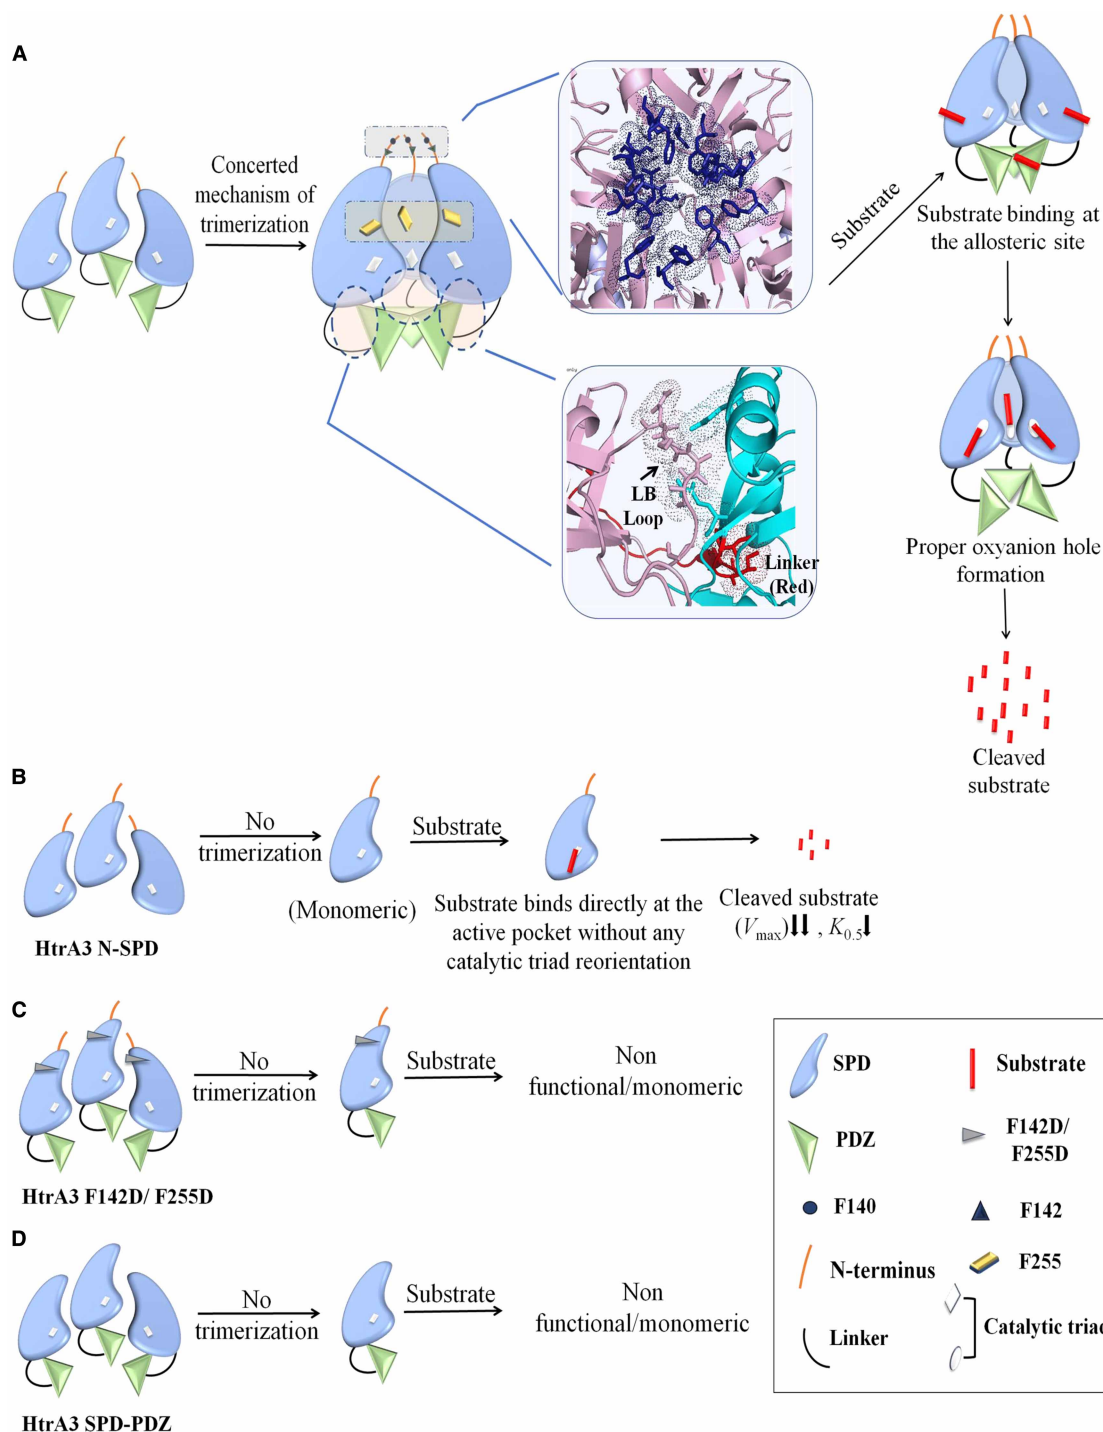 A
Concerted
mechanism of
trimerization
only
LB
Loop
Linker
(Red)
Substrate
Substrate binding at
the allosteric site
Proper oxyanion hole
formation
Cleaved
substrate
B
HtrA3 N-SPD
No
trimerization
(Monomeric)
Substrate
Substrate binds directly at the
active pocket without any
catalytic triad reorientation
Cleaved substrate
(Vmax)⬇⬇ , K0.5⬇
C
HtrA3 F142D/ F255D
No
trimerization
Substrate
Non
functional/monomeric
D
HtrA3 SPD-PDZ
No
trimerization
Substrate
Non
functional/monomeric
SPD
Substrate
PDZ
F142D/
F255D
F140
F142
N-terminus
F255
Linker
Catalytic triad